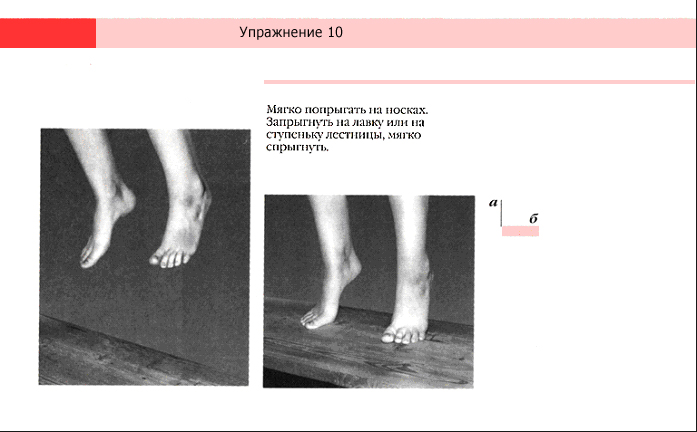 Упражнение 10
Мягко попрыгать на носках.
Запрыгнуть на лавку или на
ступеньку лестницы, мягко
спрыгнуть.
а
б